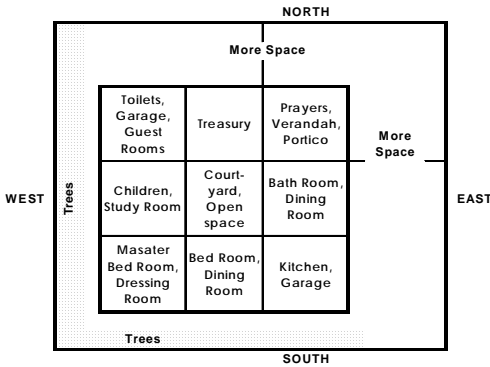 NORTH
More Space
Toilets,
Garage,
Guest
Rooms
Treasury
Prayers,
Verandah,
Portico
More
Space
WEST
Trees
Children,
Study Room
Court-
yard,
Open
space
Bath Room,
Dining
Room
EAST
Masater
Bed Room,
Dressing
Room
Bed Room,
Dining
Room
Kitchen,
Garage
Trees
SOUTH